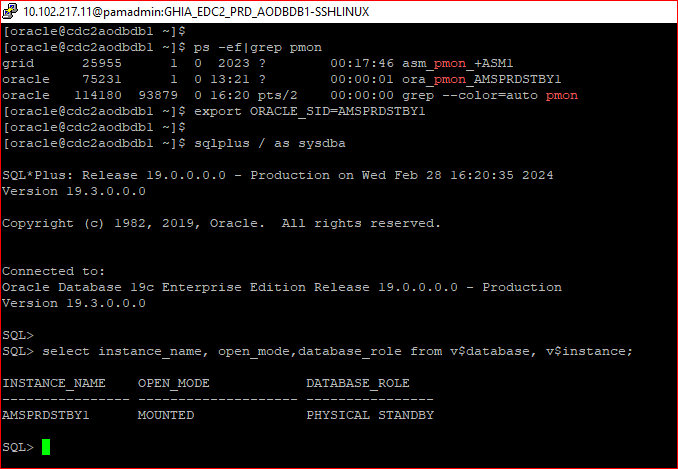 10.102.217.11@pamadmin:GHIA_EDC2_PRD_AODBDB1-SSHLINUX
[oracle@cdc2aodbdb1 ~]$
[oracle@cdc2aodbdb1 ~]$ ps -ef|grep pmon
grid      25955      1  0  2023 ?        00:17:46 asm_pmon_+ASM1
oracle    75231      1  0 13:21 ?        00:00:01 ora_pmon_AMSPRDSTBY1
oracle   114180  93879  0 16:20 pts/2    00:00:00 grep --color=auto pmon
[oracle@cdc2aodbdb1 ~]$ export ORACLE_SID=AMSPRDSTBY1
[oracle@cdc2aodbdb1 ~]$
[oracle@cdc2aodbdb1 ~]$ sqlplus / as sysdba
SQL*Plus: Release 19.0.0.0.0 - Production on Wed Feb 28 16:20:35 2024
Version 19.3.0.0.0
Copyright (c) 1982, 2019, Oracle.  All rights reserved.
Connected to:
Oracle Database 19c Enterprise Edition Release 19.0.0.0.0 - Production
Version 19.3.0.0.0
SQL>
SQL> select instance_name, open_mode,database_role from v$database, v$instance;
INSTANCE_NAME    OPEN_MODE            DATABASE_ROLE
---------------- -------------------- ----------------
AMSPRDSTBY1      MOUNTED              PHYSICAL STANDBY
SQL>